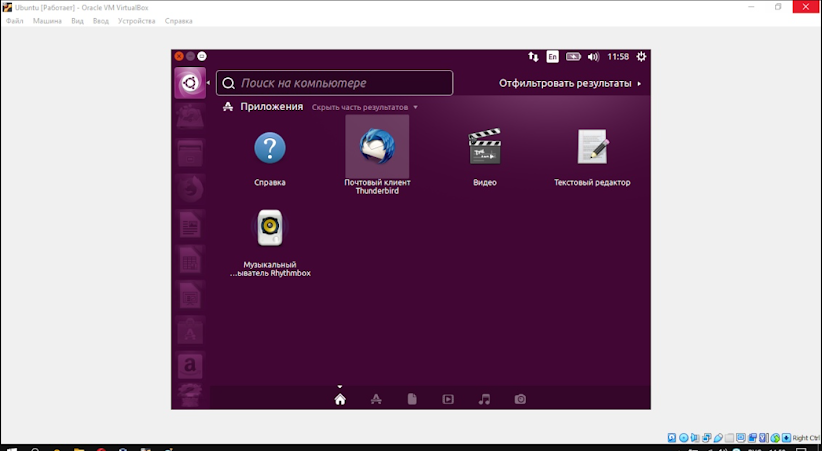 Ubuntu [Работает] - Oracle VM VirtualBox
Файл Машина Вид Ввод Устройства Справка
En 11:58
Поиск на компьютере
Отфильтровать результаты
Приложения Скрыть часть результатов
Справка
Почтовый клиент
Thunderbird
Видео
Текстовый редактор
Музыкальный
...ыватель Rhythmbox
a
Right Ctrl